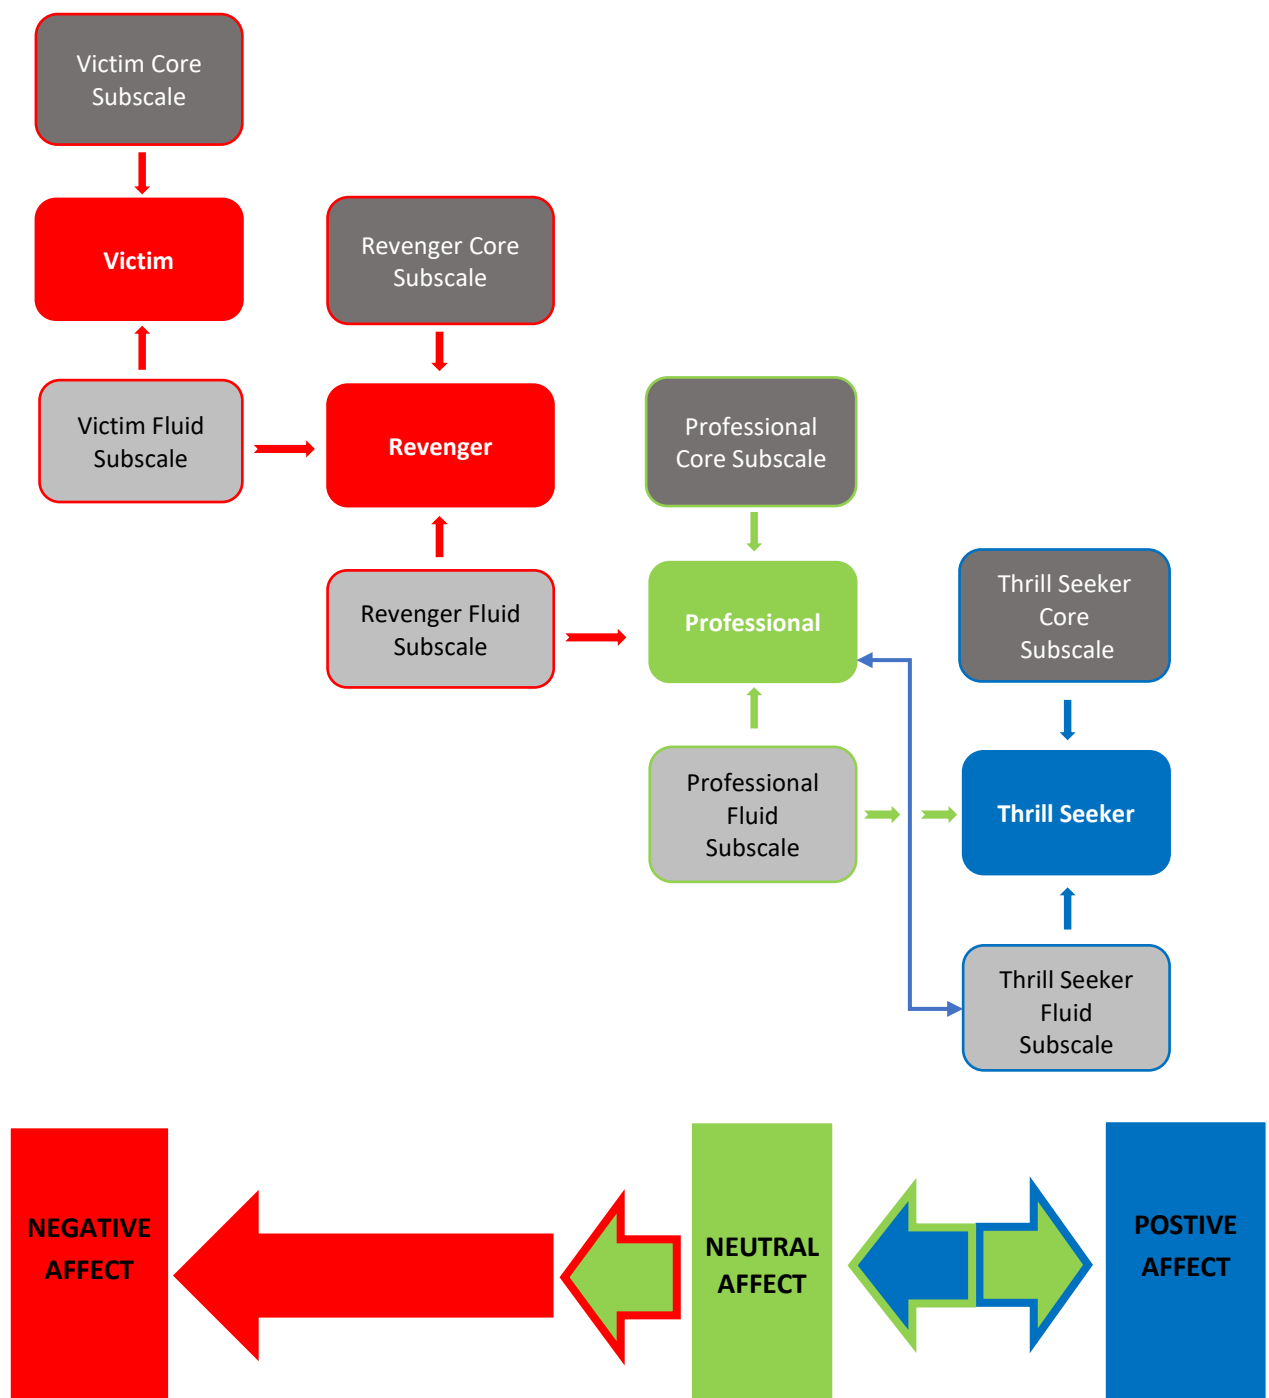 Victim Core
Subscale
Victim
Revenger Core
Subscale
Victim Fluid
Subscale
Revenger
Professional
Core Subscale
Revenger Fluid
Subscale
Professional
Thrill Seeker
Core
Subscale
Professional
Fluid
Subscale
Thrill Seeker
Thrill Seeker
Fluid
Subscale
NEGATIVE
AFFECT
NEUTRAL
AFFECT
POSTIVE
AFFECT